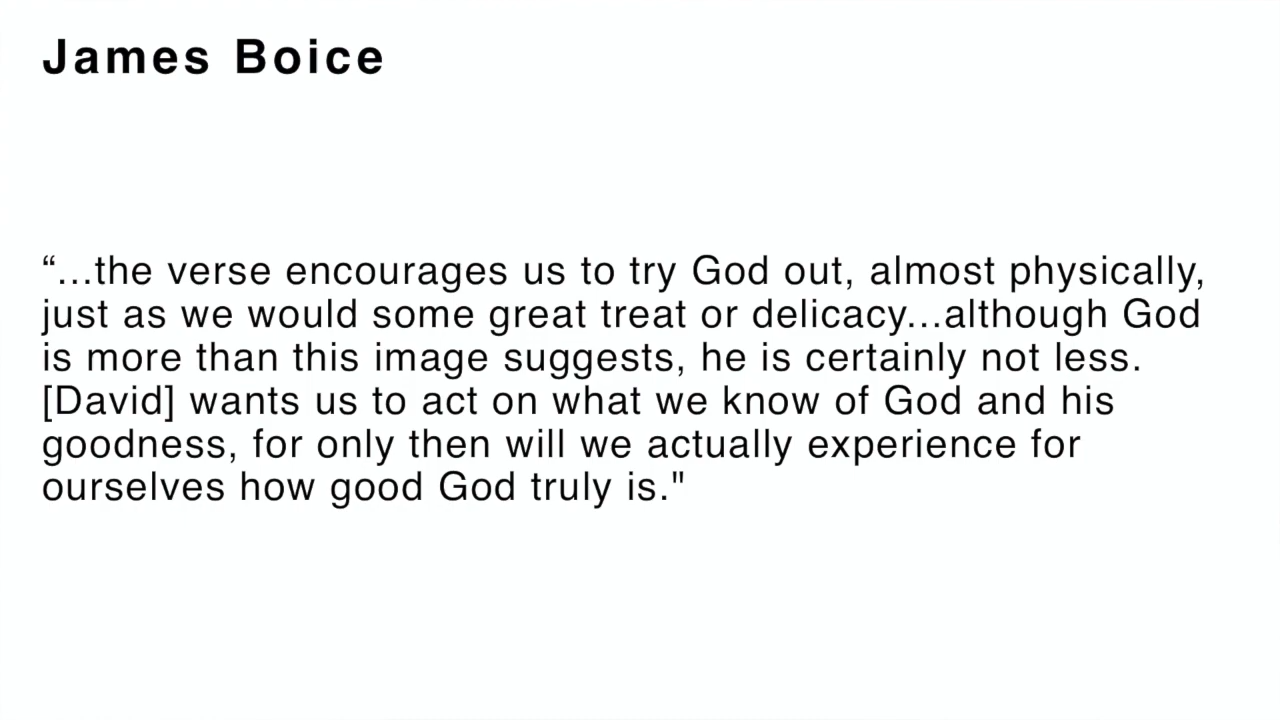 James Boice
“...the verse encourages us to try God out, almost physically,
just as we would some great treat or delicacy...although God
is more than this image suggests, he is certainly not less.
[David] wants us to act on what we know of God and his
goodness, for only then will we actually experience for
ourselves how good God truly is."